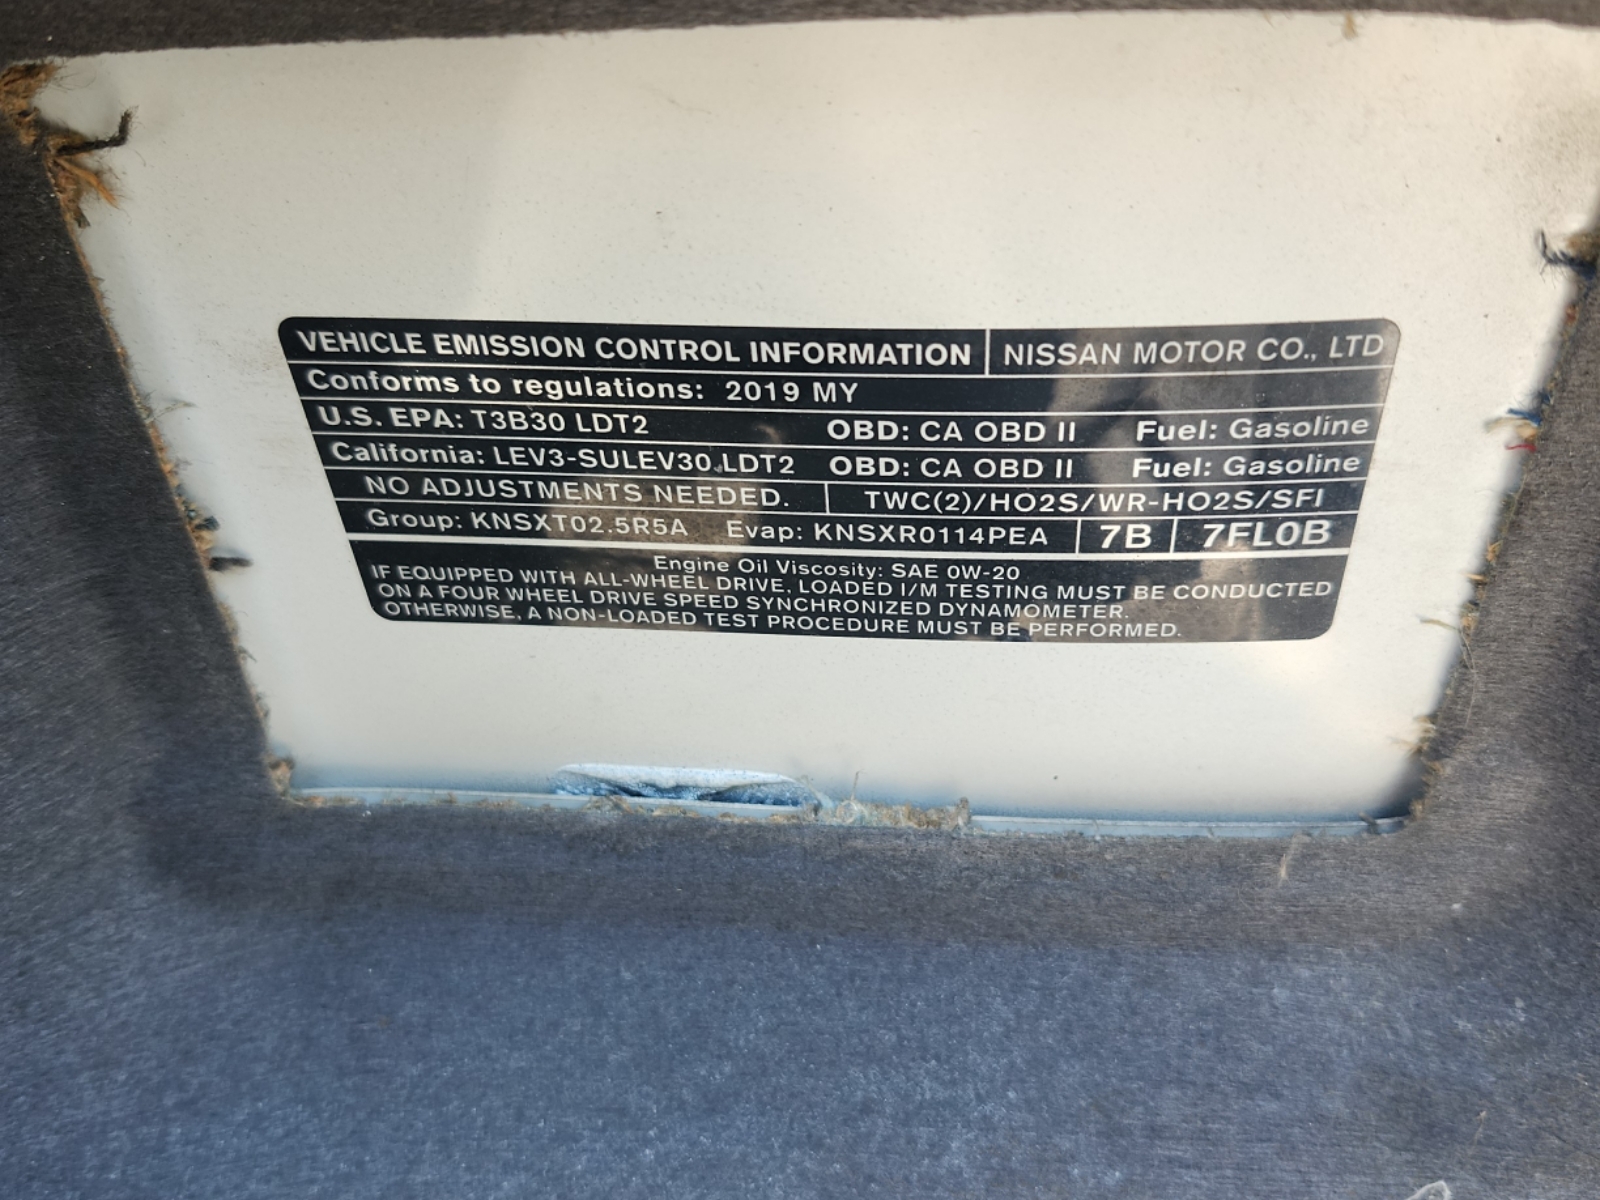 VEHICLE EMISSION CONTROL INFORMATION NISSAN MOTOR CO., LTD
Conforms to regulations: 2019 MY
U.S. EPA: T3B30 LDT2 OBD: CA OBD II Fuel: Gasoline
California: LEV3-SULEV30 LDT2 OBD: CA OBD II Fuel: Gasoline
NO ADJUSTMENTS NEEDED. TWC(2)/HO2S/WR-HO2S/SFI
Group: KNSXT02.5R5A Evap: KNSXR0114PEA 7B 7FL0B
Engine Oil Viscosity: SAE 0W-20
IF EQUIPPED WITH ALL-WHEEL DRIVE, LOADED I/M TESTING MUST BE CONDUCTED
ON A FOUR WHEEL DRIVE SPEED SYNCHRONIZED DYNAMOMETER.
OTHERWISE, A NON-LOADED TEST PROCEDURE MUST BE PERFORMED.